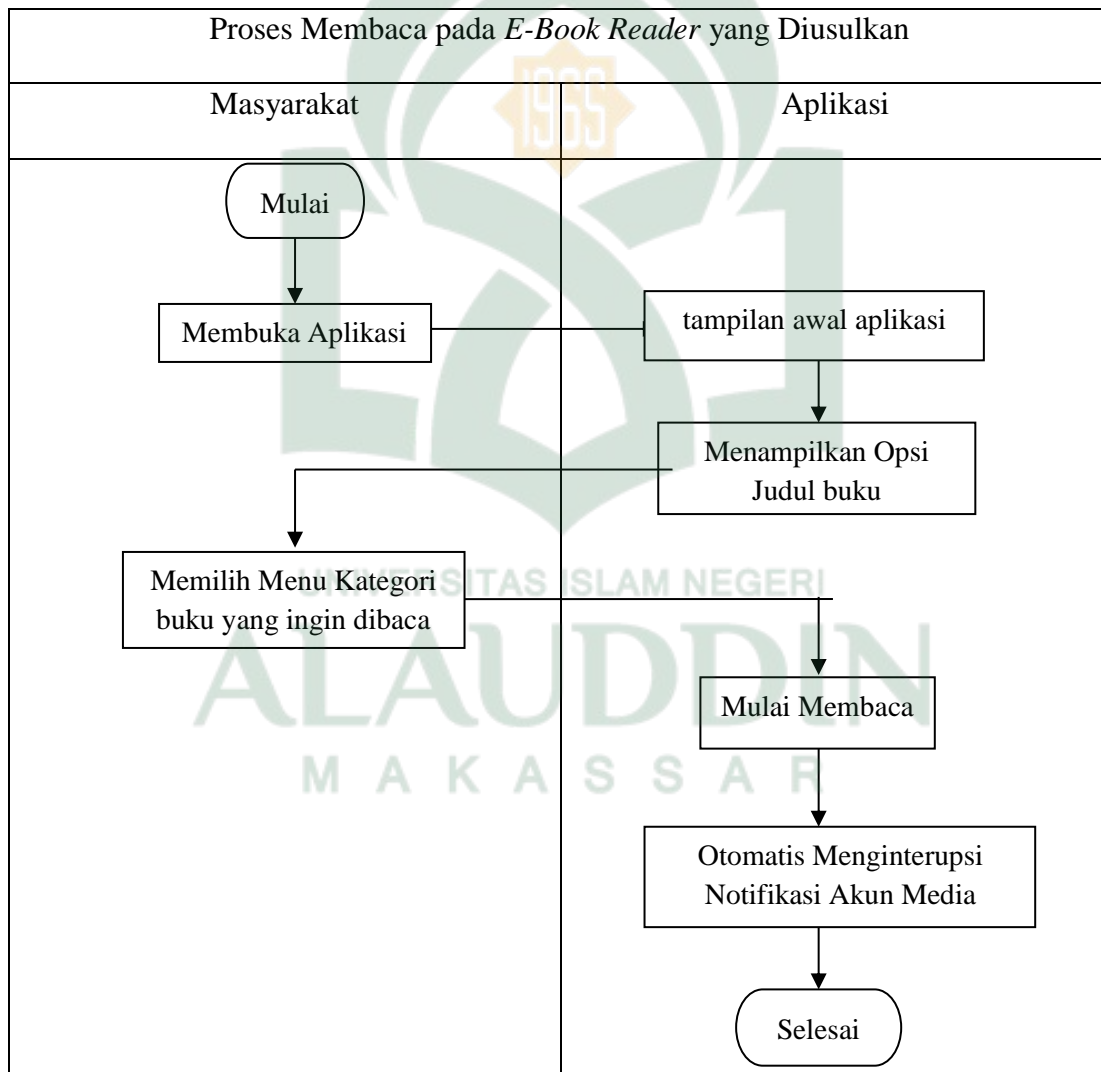 Proses Membaca pada E-Book Reader yang Diusulkan
Masyarakat
Aplikasi
1965
Mulai
Membuka Aplikasi
tampilan awal aplikasi
Menampilkan Opsi
Judul buku
Memilih Menu Kategori
buku yang ingin dibaca
UNIVERSITAS ISLAM NEGERI
ALAUDDIN
MAKASSAR
Mulai Membaca
Otomatis Menginterupsi
Notifikasi Akun Media
Selesai